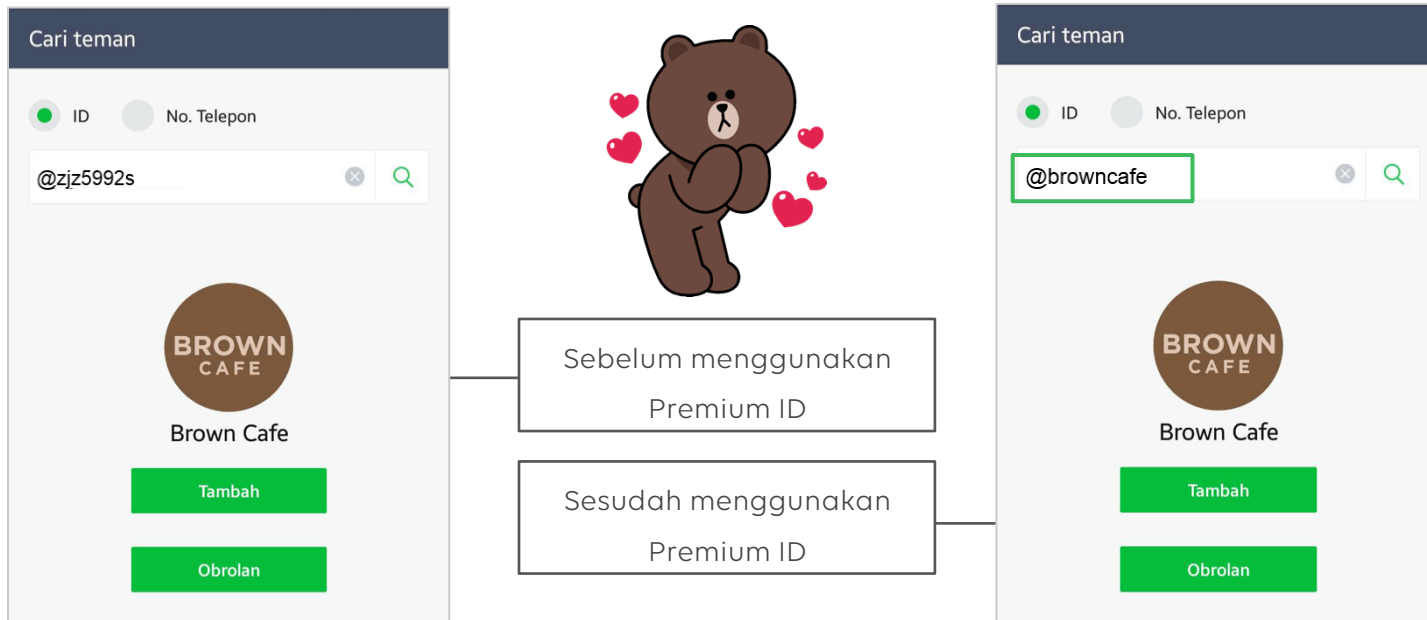 Cari teman
ID No. Telepon
@zjz5992s
BROWN
CAFE
Brown Cafe
Tambah
Obrolan
Sebelum menggunakan
Premium ID
Sesudah menggunakan
Premium ID
Cari teman
ID No. Telepon
@browncafe
BROWN
CAFE
Brown Cafe
Tambah
Obrolan